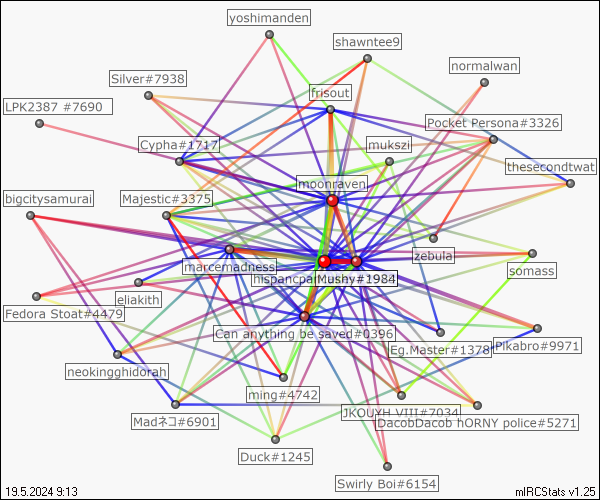 yoshimanden
shawntee9
normalwan
Silver#7938
frisout
LPK2387 #7690
Pocket Persona#3326
Cypha#1717
mukszi
thesecondtwat
moonraven
bigcitysamurai
Majestic#3375
zebula
marcemadness
somass
hispancpa
Mushy#1984
eliakith
Fedora Stoat#4479
Can anything be saved#0396
Eg.Master#1378
Pikabro#9971
neokingghidorah
ming#4742
JKOUYH VIII#7034
Madネコ#6901
DacobDacob hORNY police#5271
Duck#1245
Swirly Boi#6154
19.5.2024 9:13
mIRCStats v1.25